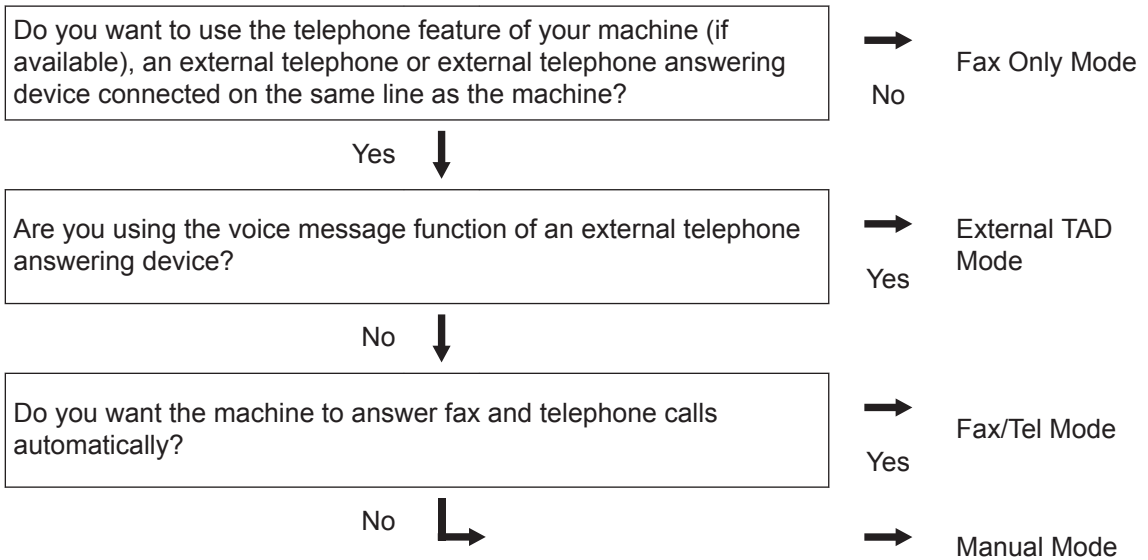 Do you want to use the telephone feature of your machine (if
available), an external telephone or external telephone answering
device connected on the same line as the machine?
No
Fax Only Mode
Yes
Are you using the voice message function of an external telephone
answering device?
Yes
External TAD
Mode
No
Do you want the machine to answer fax and telephone calls
automatically?
Yes
Fax/Tel Mode
No
Manual Mode